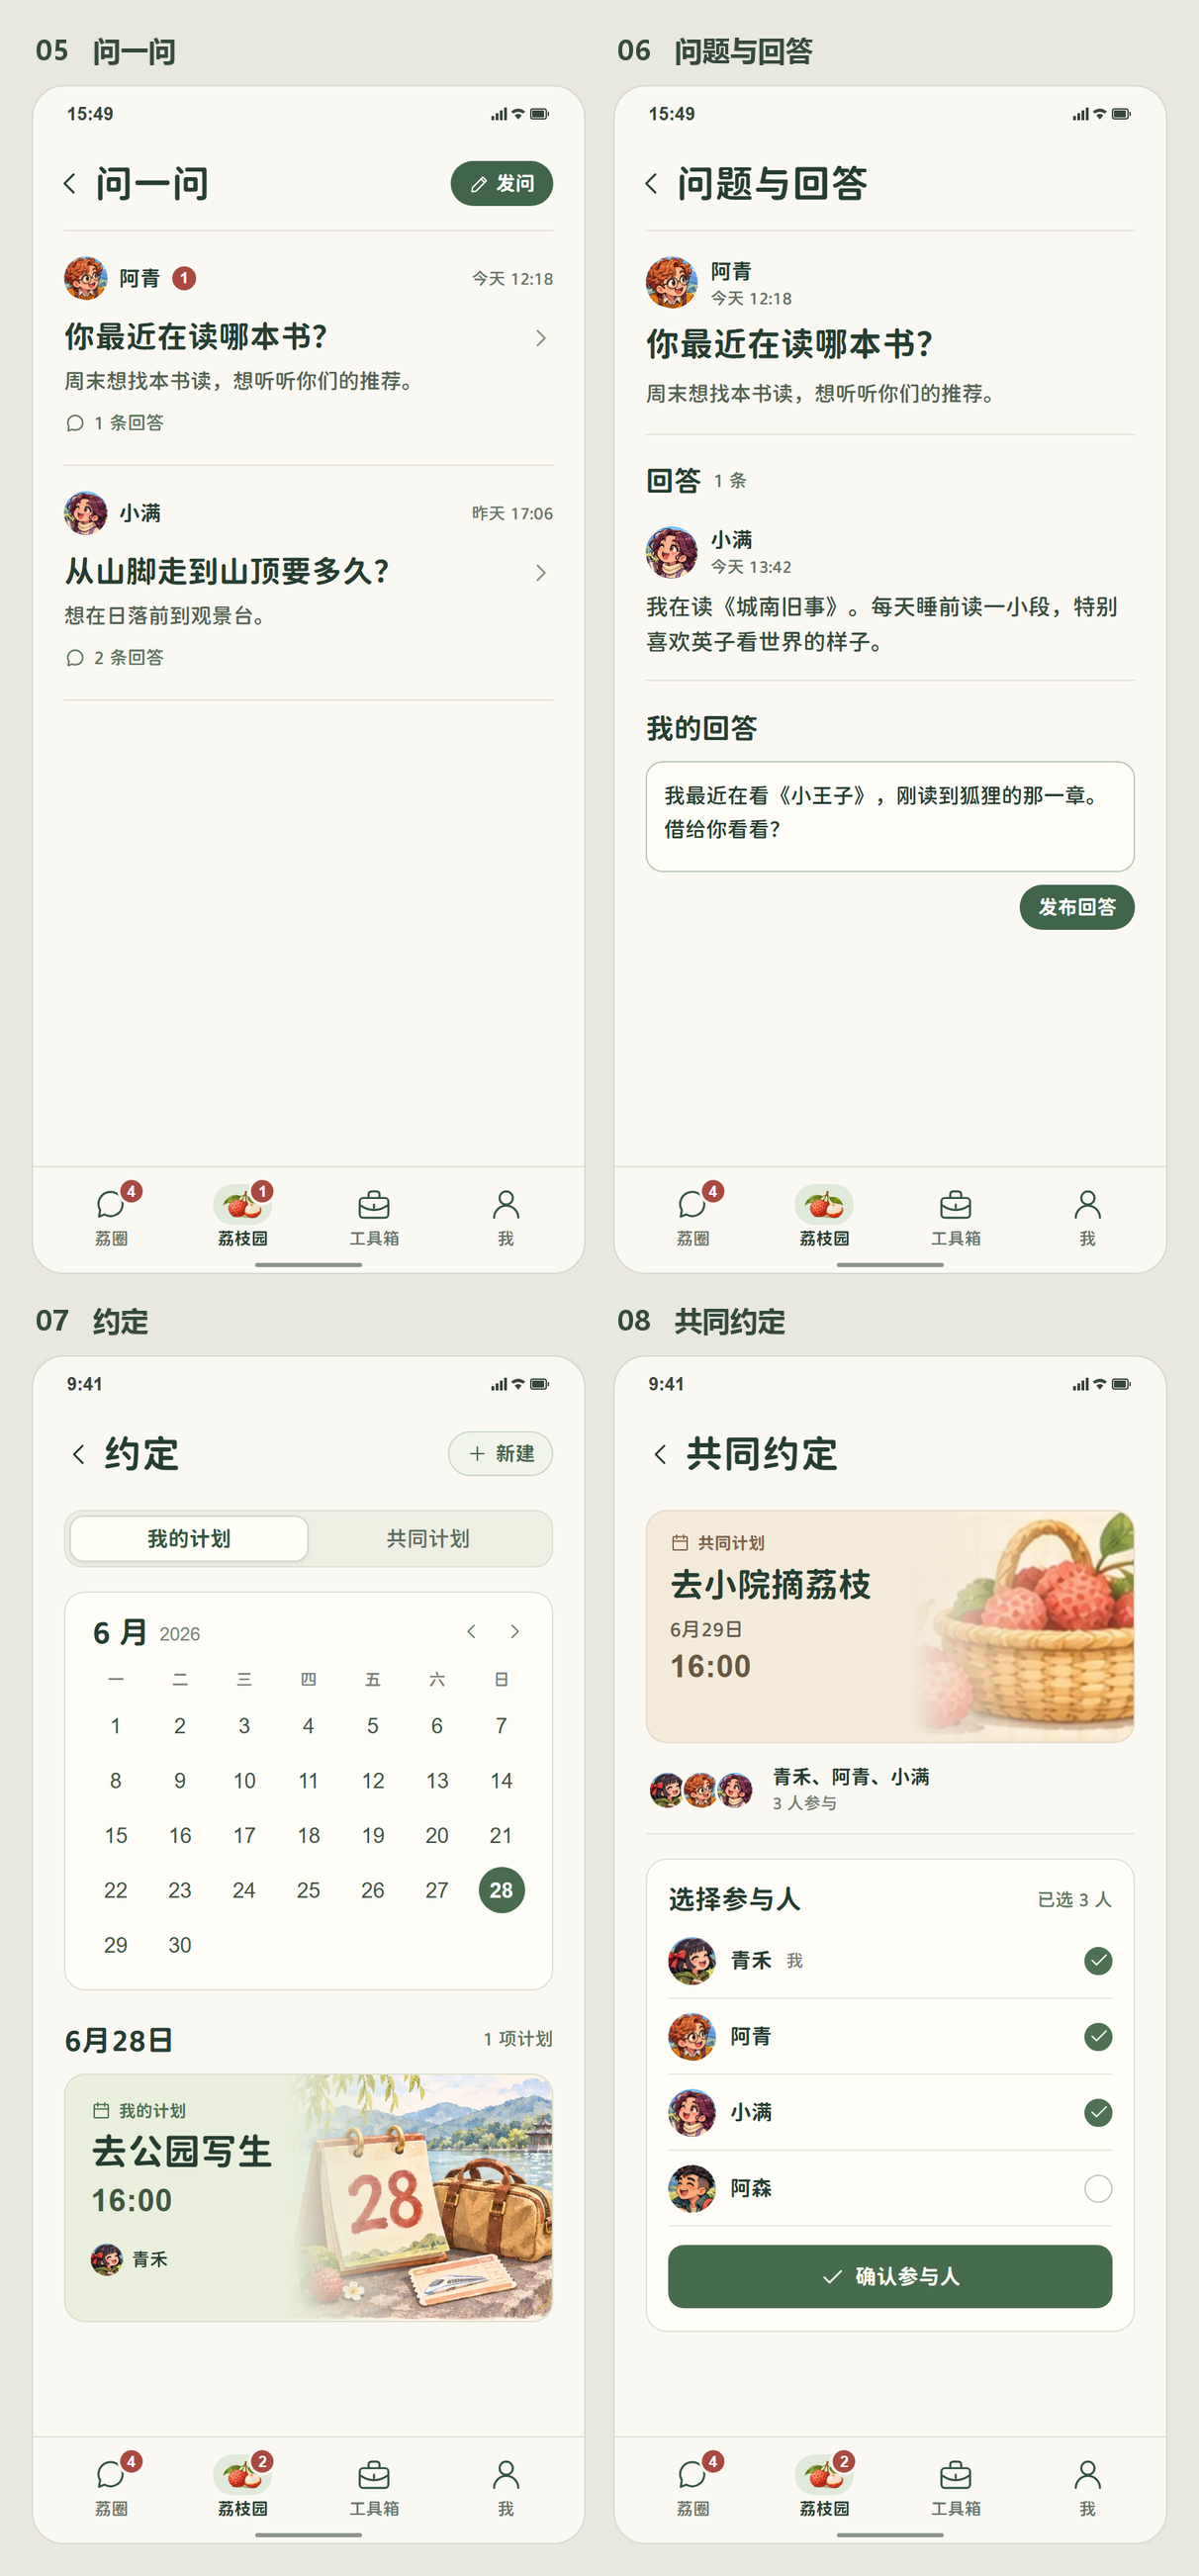 05 问一问
15:49
问一问
发问
阿青 1
今天 12:18
你最近在读哪本书？
周末想找本书读，想听听你们的推荐。
1 条回答
小满
昨天 17:06
从山脚走到山顶要多久？
想在日落前到观景台。
2 条回答
4
1
荔圈
荔枝园
工具箱
我
06 问题与回答
15:49
问题与回答
阿青
今天 12:18
你最近在读哪本书？
周末想找本书读，想听听你们的推荐。
回答 1 条
小满
今天 13:42
我在读《城南旧事》。每天睡前读一小段，特别
喜欢英子看世界的样子。
我的回答
我最近在看《小王子》，刚读到狐狸的那一章。
借给你看看？
发布回答
4
荔圈
荔枝园
工具箱
我
07 约定
9:41
约定
新建
我的计划
共同计划
6 月 2026
一 二 三 四 五 六 日
1 2 3 4 5 6 7
8 9 10 11 12 13 14
15 16 17 18 19 20 21
22 23 24 25 26 27 28
29 30
6月28日
1 项计划
我的计划
去公园写生
16:00
青禾
28
4
2
荔圈
荔枝园
工具箱
我
08 共同约定
9:41
共同约定
共同计划
去小院摘荔枝
6月29日
16:00
青禾、阿青、小满
3 人参与
选择参与人
已选 3 人
青禾 我
阿青
小满
阿森
确认参与人
4
2
荔圈
荔枝园
工具箱
我